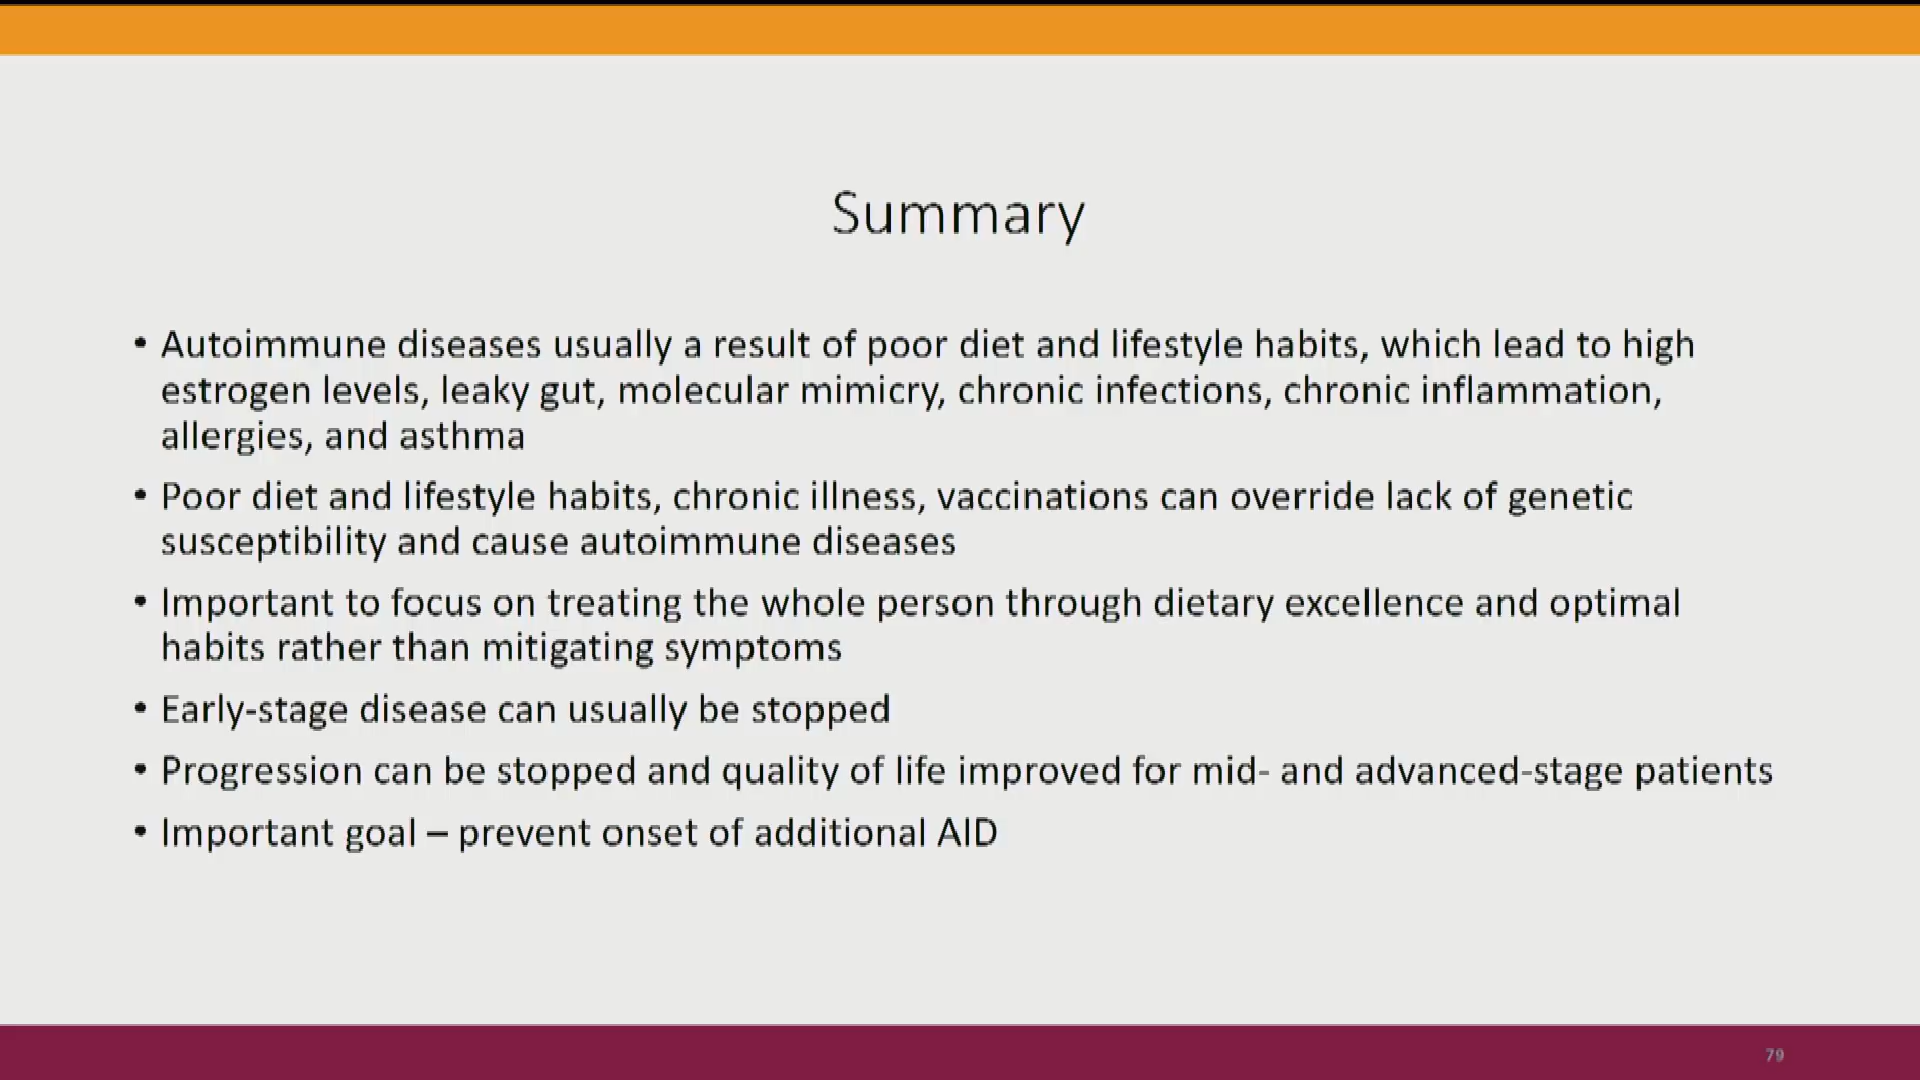 Summary
• Autoimmune diseases usually a result of poor diet and lifestyle habits, which lead to high
estrogen levels, leaky gut, molecular mimicry, chronic infections, chronic inflammation,
allergies, and asthma
• Poor diet and lifestyle habits, chronic illness, vaccinations can override lack of genetic
susceptibility and cause autoimmune diseases
• Important to focus on treating the whole person through dietary excellence and optimal
habits rather than mitigating symptoms
• Early-stage disease can usually be stopped
• Progression can be stopped and quality of life improved for mid- and advanced-stage patients
• Important goal – prevent onset of additional AID
79